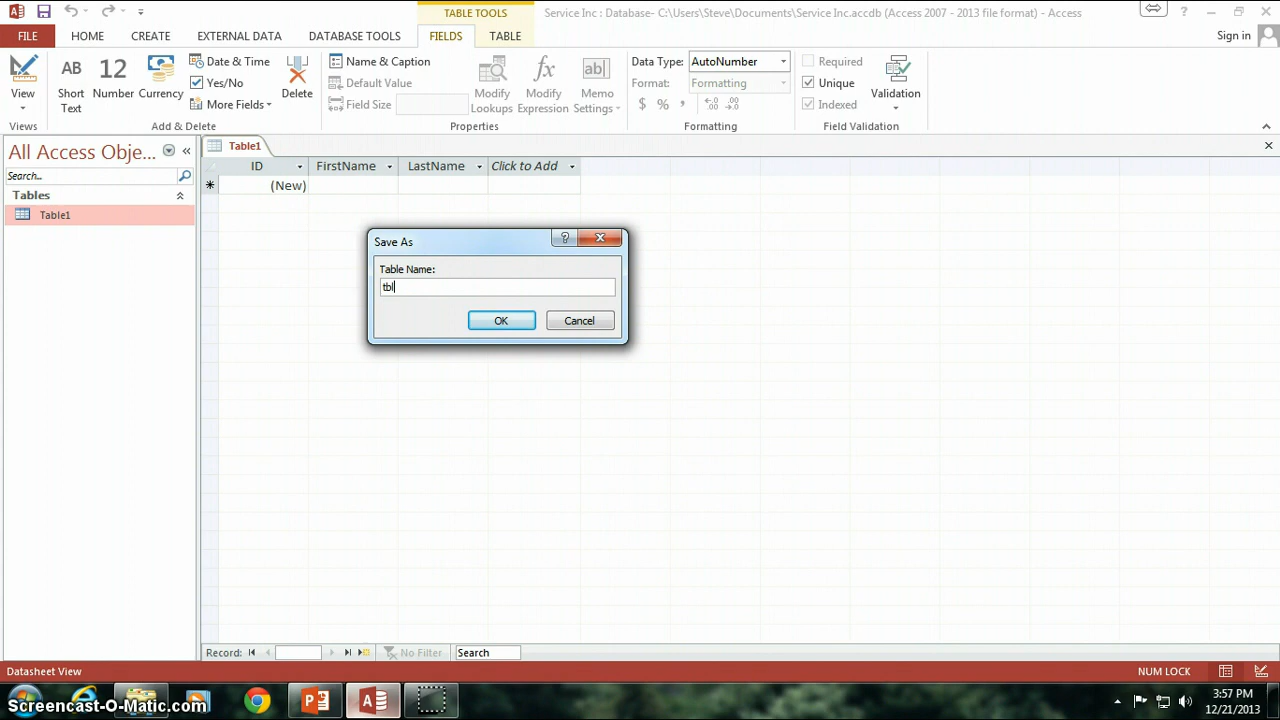 TABLE TOOLS
Service Inc : Database- C:\Users\Steve\Documents\Service Inc.accdb (Access 2007 - 2013 file format) - Access
FILE HOME CREATE EXTERNAL DATA DATABASE TOOLS FIELDS TABLE Sign in
View
AB Short Text
12 Number
Currency
Date & Time
Yes/No
More Fields
Delete
Name & Caption
Default Value
Field Size
Modify Lookups
fx Modify Expression
ab| Memo Settings
Data Type: AutoNumber
Format: Formatting
$ % , .00 .00
Required
Unique
Indexed
Validation
Views Add & Delete Properties Formatting Field Validation
All Access Obje...
Search..
Tables
Table1
Table1
ID FirstName LastName Click to Add
(New)
Save As
Table Name:
tbl
OK Cancel
Record: No Filter Search
Datasheet View NUM LOCK
Screencast-O-Matic.com
3:57 PM
12/21/2013